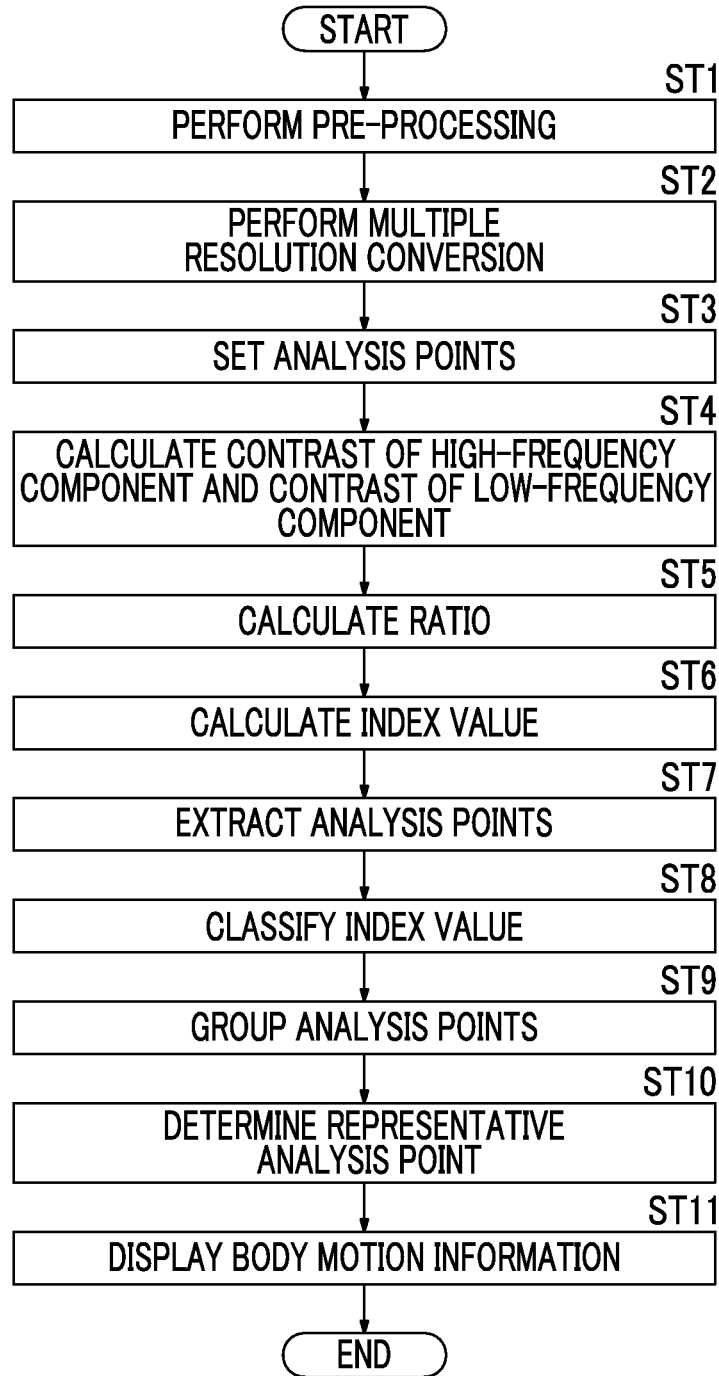 START
ST1
PERFORM PRE-PROCESSING
ST2
PERFORM MULTIPLE
RESOLUTION CONVERSION
ST3
SET ANALYSIS POINTS
ST4
CALCULATE CONTRAST OF HIGH-FREQUENCY
COMPONENT AND CONTRAST OF LOW-FREQUENCY
COMPONENT
ST5
CALCULATE RATIO
ST6
CALCULATE INDEX VALUE
ST7
EXTRACT ANALYSIS POINTS
ST8
CLASSIFY INDEX VALUE
ST9
GROUP ANALYSIS POINTS
ST10
DETERMINE REPRESENTATIVE
ANALYSIS POINT
ST11
DISPLAY BODY MOTION INFORMATION
END